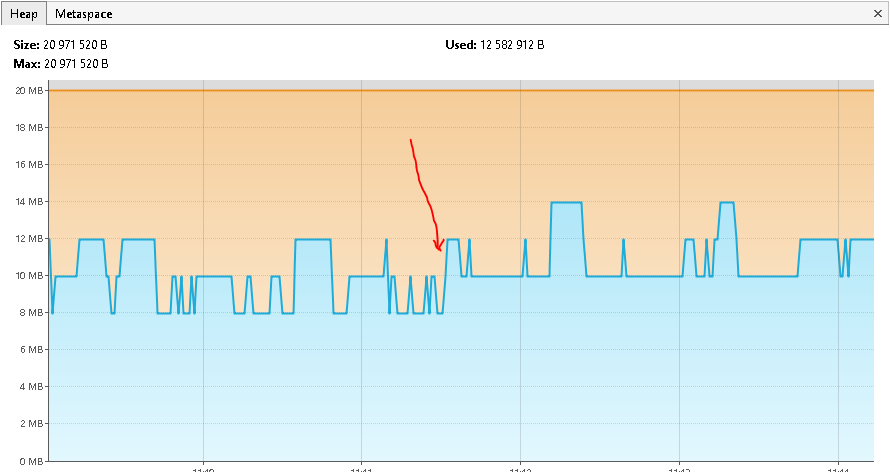 Heap Metaspace
Size: 20 971 520 B Used: 12 582 912 B
Max: 20 971 520 B
20 MB
18 MB
16 MB
14 MB
12 MB
10 MB
8 MB
6 MB
4 MB
2 MB
0 MB